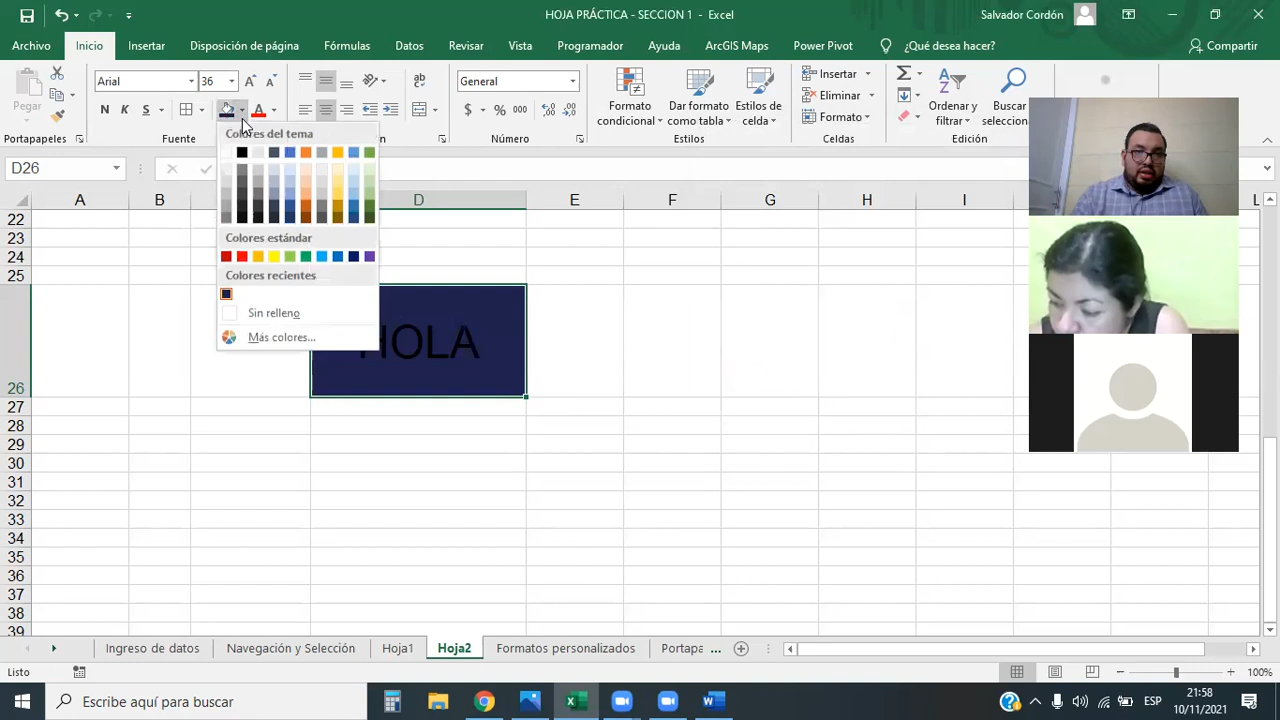 HOJA PRÁCTICA - SECCION 1 - Excel
Salvador Cordón
Archivo Inicio Insertar Disposición de página Fórmulas Datos Revisar Vista Programador Ayuda ArcGIS Maps Power Pivot ¿Qué desea hacer? Compartir
Pegar
Arial 36
N K S A
ab
General
$ % 000
Formato condicional
Dar formato como tabla
Estilos de celda
Insertar
Eliminar
Formato
Ordenar y filtrar
Buscar selecciona
Portapapeles Fuente Número Estilos Celdas
Colores del tema
Colores estándar
Colores recientes
Sin relleno
Más colores...
D26
A B D E F G H I L
22
23
24
25
26
HOLA
27
28
29
30
31
32
33
34
35
36
37
38
39
Ingreso de datos Navegación y Selección Hoja1 Hoja2 Formatos personalizados Portapa ...
Listo 100%
Escribe aquí para buscar
ESP
21:58
10/11/2021